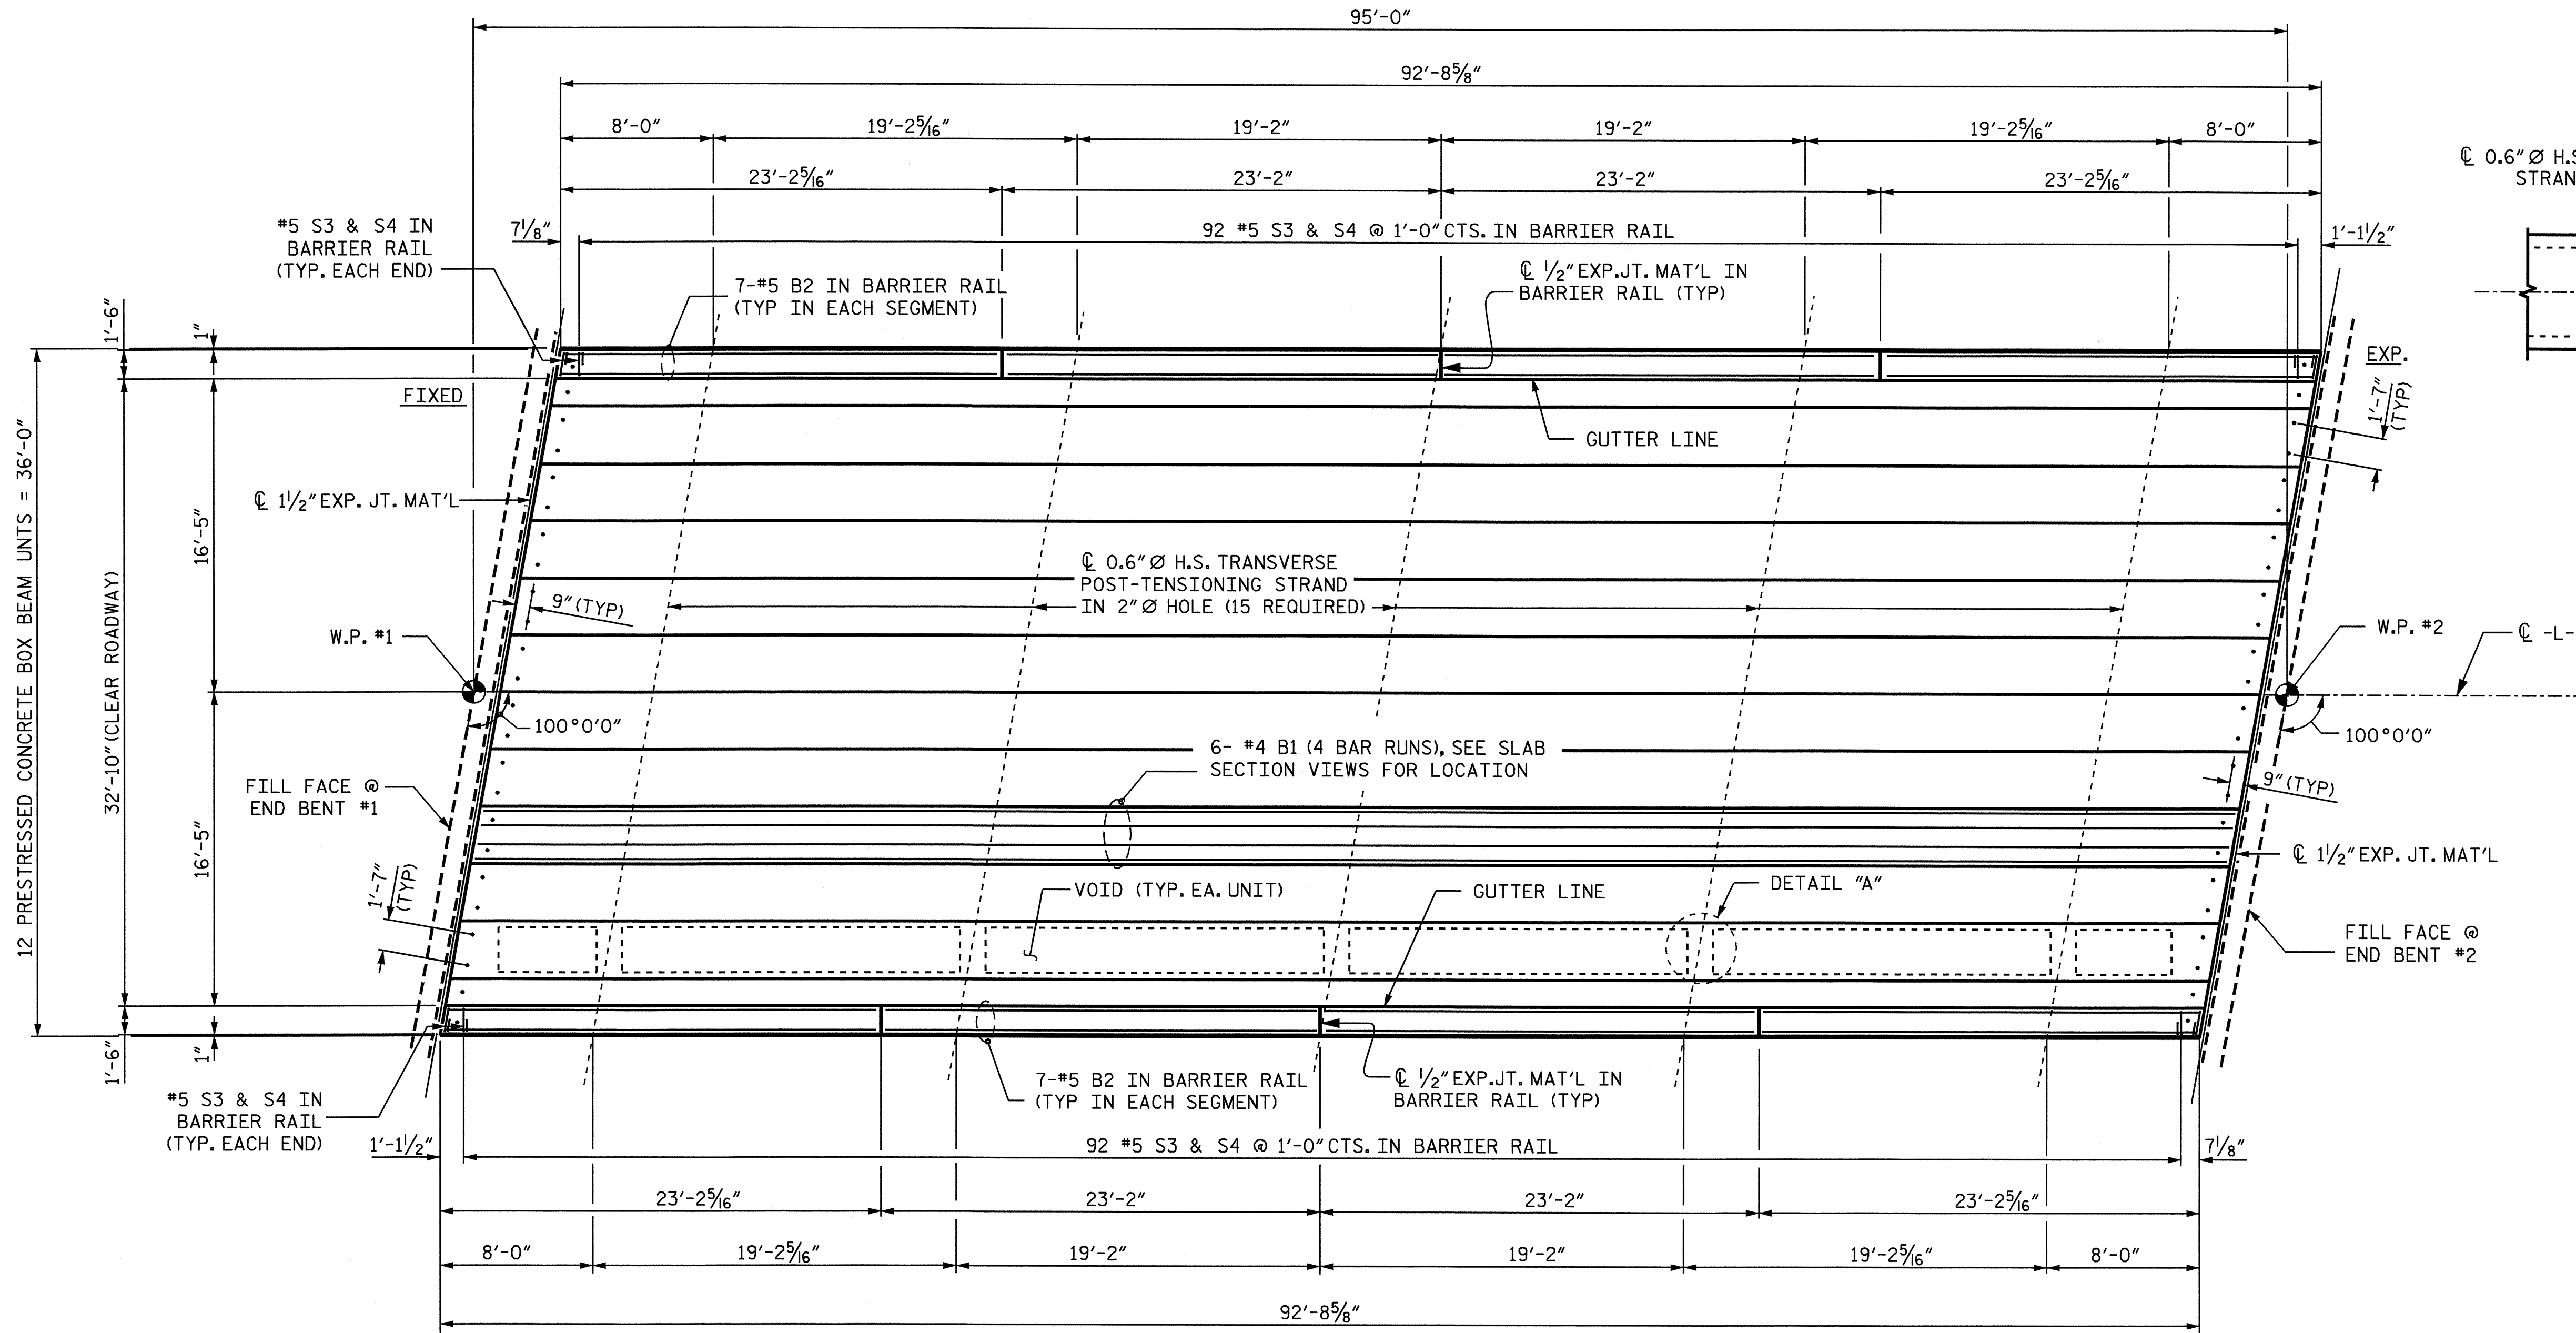 95'-0"
92'-8⅝"
8'-0"
19'-2⁵⁄₁₆"
19'-2"
19'-2"
19'-2⁵⁄₁₆"
8'-0"
23'-2⁵⁄₁₆"
23'-2"
23'-2"
23'-2⁵⁄₁₆"
℄ 0.6"Ø H.S
STRAN
#5 S3 & S4 IN
BARRIER RAIL
(TYP. EACH END)
7⅛"
92 #5 S3 & S4 @ 1'-0" CTS. IN BARRIER RAIL
1'-1½"
7-#5 B2 IN BARRIER RAIL
(TYP IN EACH SEGMENT)
℄ ½" EXP. JT. MAT'L IN
BARRIER RAIL (TYP)
1'-6"
1"
FIXED
EXP.
1'-7"
(TYP)
GUTTER LINE
12 PRESTRESSED CONCRETE BOX BEAM UNTS = 36'-0"
32'-10" (CLEAR ROADWAY)
16'-5"
℄ 1½" EXP. JT. MAT'L
℄ 0.6"Ø H.S. TRANSVERSE
POST-TENSIONING STRAND
IN 2"Ø HOLE (15 REQUIRED)
9" (TYP)
W.P. #1
W.P. #2
℄ -L-
100°0'0"
100°0'0"
6- #4 B1 (4 BAR RUNS), SEE SLAB
SECTION VIEWS FOR LOCATION
FILL FACE @
END BENT #1
9" (TYP)
16'-5"
℄ 1½" EXP. JT. MAT'L
1'-7"
(TYP)
VOID (TYP. EA. UNIT)
GUTTER LINE
DETAIL "A"
FILL FACE @
END BENT #2
1'-6"
1"
#5 S3 & S4 IN
BARRIER RAIL
(TYP. EACH END)
7-#5 B2 IN BARRIER RAIL
(TYP IN EACH SEGMENT)
℄ ½" EXP. JT. MAT'L IN
BARRIER RAIL (TYP)
1'-1½"
92 #5 S3 & S4 @ 1'-0" CTS. IN BARRIER RAIL
7⅛"
23'-2⁵⁄₁₆"
23'-2"
23'-2"
23'-2⁵⁄₁₆"
8'-0"
19'-2⁵⁄₁₆"
19'-2"
19'-2"
19'-2⁵⁄₁₆"
8'-0"
92'-8⅝"